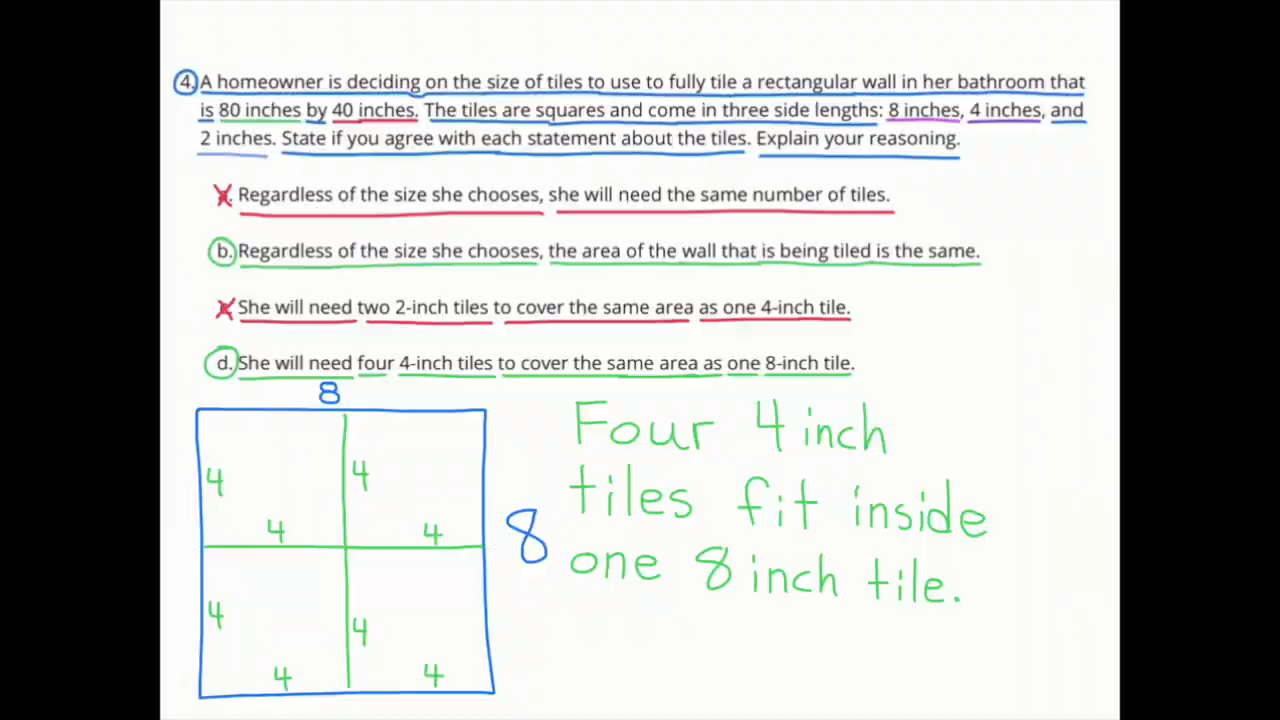 4. A homeowner is deciding on the size of tiles to use to fully tile a rectangular wall in her bathroom that
is 80 inches by 40 inches. The tiles are squares and come in three side lengths: 8 inches, 4 inches, and
2 inches. State if you agree with each statement about the tiles. Explain your reasoning.
Regardless of the size she chooses, she will need the same number of tiles.
b. Regardless of the size she chooses, the area of the wall that is being tiled is the same.
She will need two 2-inch tiles to cover the same area as one 4-inch tile.
d. She will need four 4-inch tiles to cover the same area as one 8-inch tile.
8
Four 4 inch
4 4
tiles fit inside
4 4
8
one 8 inch tile.
4 4
4 4